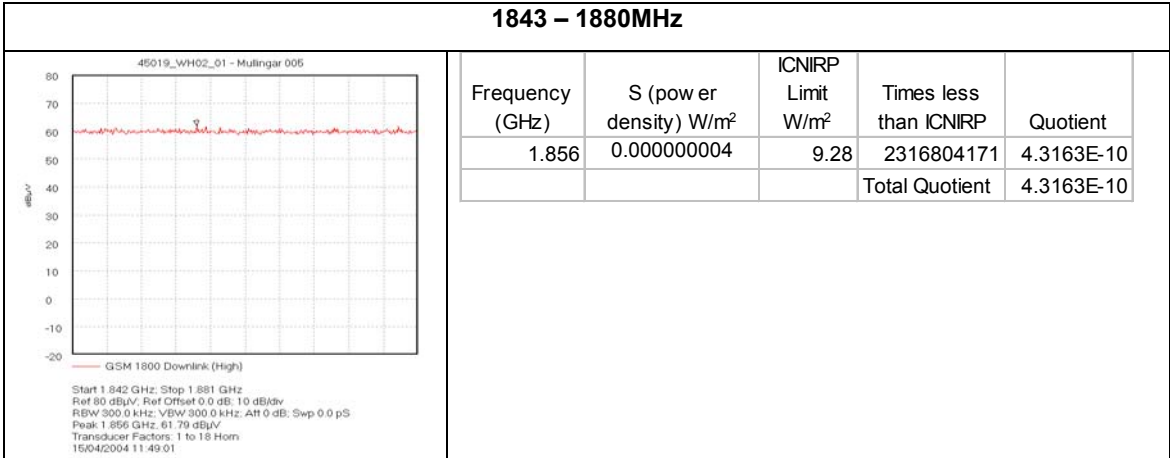 1843 – 1880MHz
45019_WH02_01 - Mullingar 005
80
70
60
50
40
30
20
10
0
-10
-20
dBµV
GSM 1800 Downlink (High)
Start 1.842 GHz; Stop 1.881 GHz
Ref 80 dBµV; Ref Offset 0.0 dB; 10 dB/div
RBW 300.0 kHz; VBW 300.0 kHz; Att 0 dB; Swp 0.0 pS
Peak 1.856 GHz, 61.79 dBµV
Transducer Factors: 1 to 18 Horn
15/04/2004 11:49:01
Frequency (GHz) S (pow er density) W/m² ICNIRP Limit W/m² Times less than ICNIRP Quotient
1.856 0.000000004 9.28 2316804171 4.3163E-10
Total Quotient 4.3163E-10